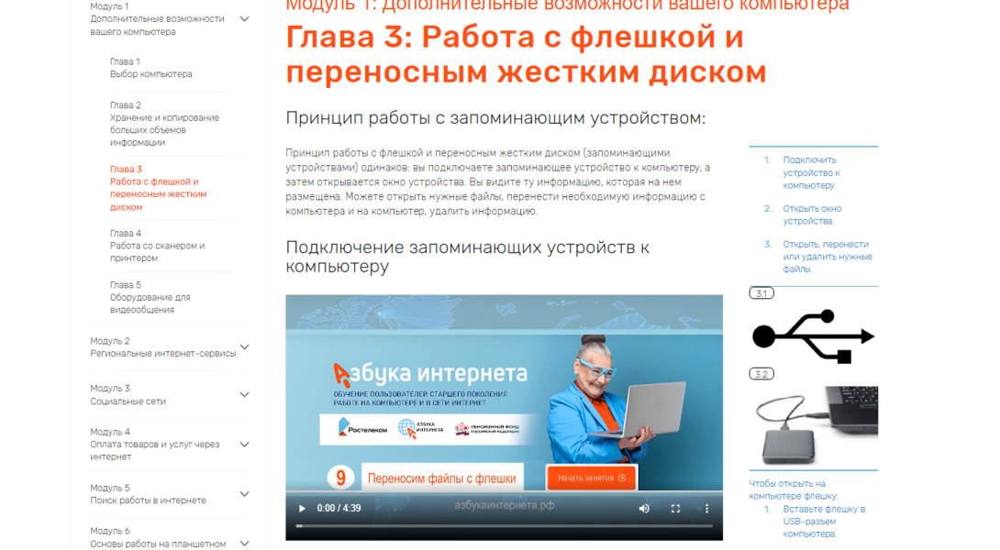 Модуль 1
Дополнительные возможности
вашего компьютера
Глава 1
Выбор компьютера
Глава 2
Хранение и копирование
больших объемов
информации
Глава 3
Работа с флешкой и
переносным жестким
диском
Глава 4
Работа со сканером и
принтером
Глава 5
Оборудование для
видеообщения
Модуль 2
Региональные интернет-сервисы
Модуль 3
Социальные сети
Модуль 4
Оплата товаров и услуг через
интернет
Модуль 5
Поиск работы в интернете
Модуль 6
Основы работы на планшетном
Модуль 1: Дополнительные возможности вашего компьютера
Глава 3: Работа с флешкой и
переносным жестким диском
Принцип работы с запоминающим устройством:
Принцип работы с флешкой и переносным жестким диском (запоминающими
устройствами) одинаков: вы подключаете запоминающее устройство к компьютеру, а
затем открывается окно устройства. Вы видите ту информацию, которая на нем
размещена. Можете открыть нужные файлы, перенести необходимую информацию с
компьютера и на компьютер, удалить информацию.
Подключение запоминающих устройств к
компьютеру
Азбука интернета
ОБУЧЕНИЕ ПОЛЬЗОВАТЕЛЕЙ СТАРШЕГО ПОКОЛЕНИЯ
РАБОТЕ НА КОМПЬЮТЕРЕ И В СЕТИ ИНТЕРНЕТ
Ростелеком
АЗБУКА
ИНТЕРНЕТА
ПЕНСИОННЫЙ ФОНД
РОССИЙСКОЙ ФЕДЕРАЦИИ
9 Переносим файлы с флешки
Начать занятия
азбукаинтернета.рф
0:00 / 4:39
1. Подключить
устройство к
компьютеру.
2. Открыть окно
устройства.
3. Открыть, перенести
или удалить нужные
файлы.
3.1
3.2
Чтобы открыть на
компьютере флешку:
1. Вставьте флешку в
USB-разъем
компьютера.